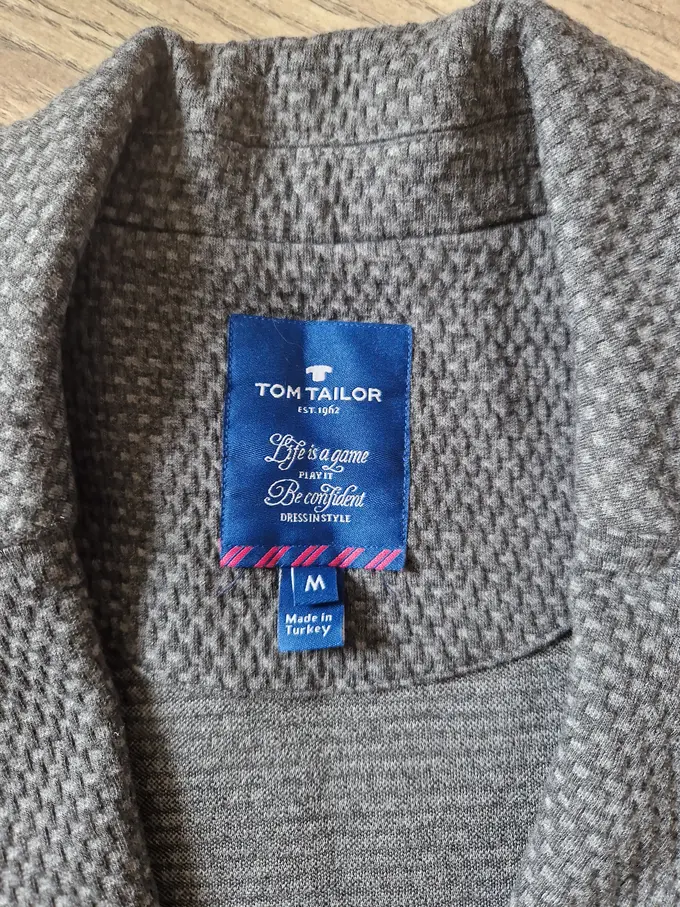 TOM TAILOR
EST. 1962
Life is a game
PLAY IT
Be confident
DRESS IN STYLE
M
Made in
Turkey